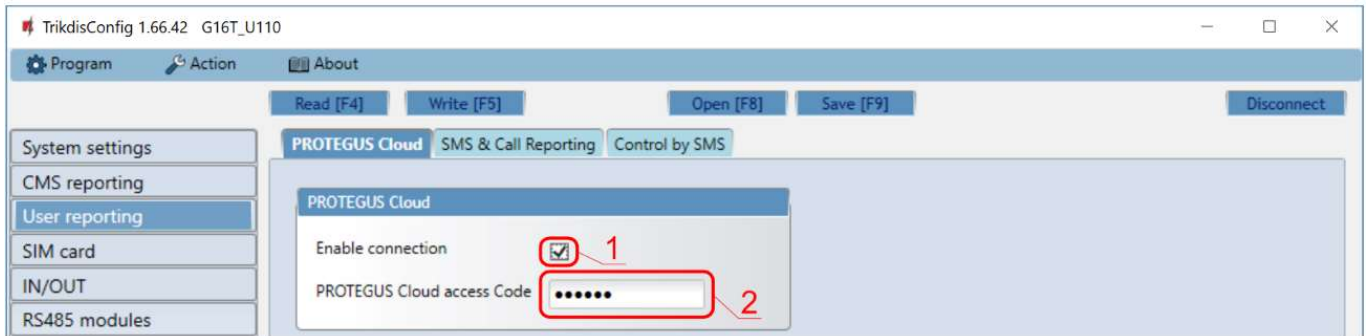 TrikdisConfig 1.66.42 G16T_U110
Program Action About
Read [F4] Write [F5] Open [F8] Save [F9] Disconnect
System settings
CMS reporting
User reporting
SIM card
IN/OUT
RS485 modules
PROTEGUS Cloud SMS & Call Reporting Control by SMS
PROTEGUS Cloud
Enable connection 1
PROTEGUS Cloud access Code •••••• 2